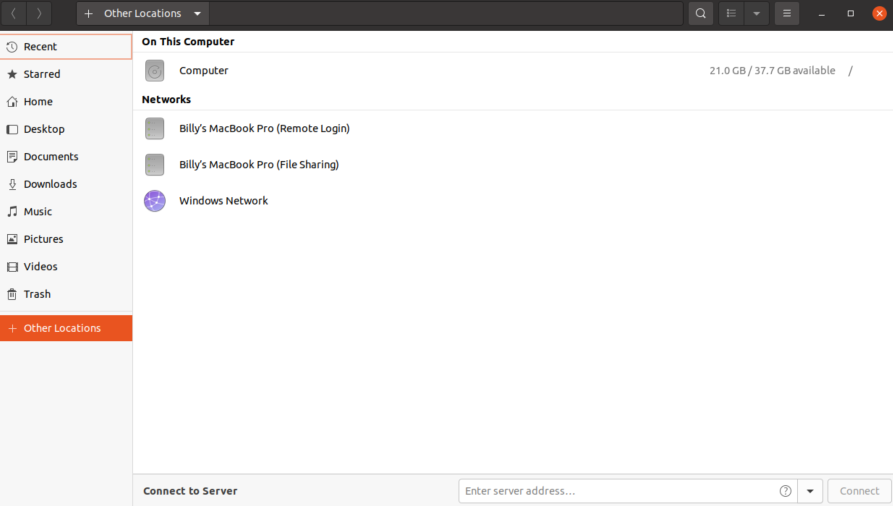 Other Locations
Recent
Starred
Home
Desktop
Documents
Downloads
Music
Pictures
Videos
Trash
Other Locations
On This Computer
Computer 21.0 GB / 37.7 GB available /
Networks
Billy's MacBook Pro (Remote Login)
Billy's MacBook Pro (File Sharing)
Windows Network
Connect to Server Enter server address... ? Connect